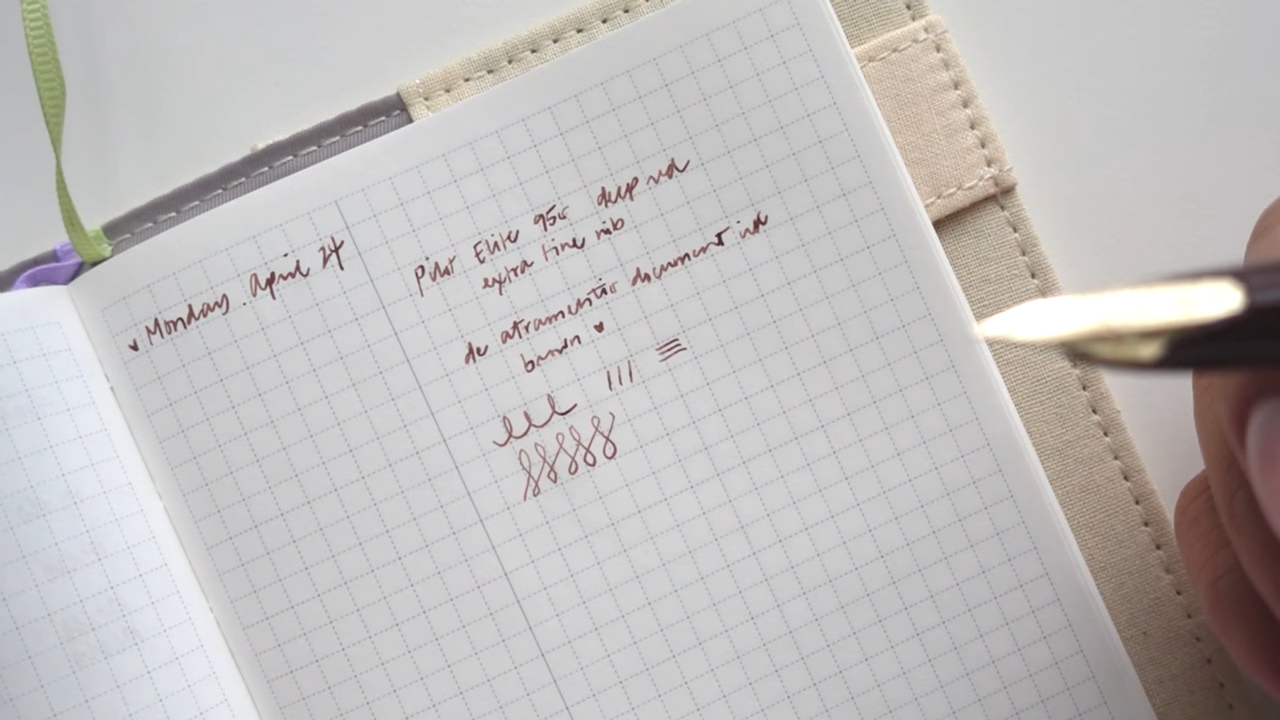 Monday. April 24
Pilot Elite 95s deep red
extra fine nib
de atramentis document ink
brown